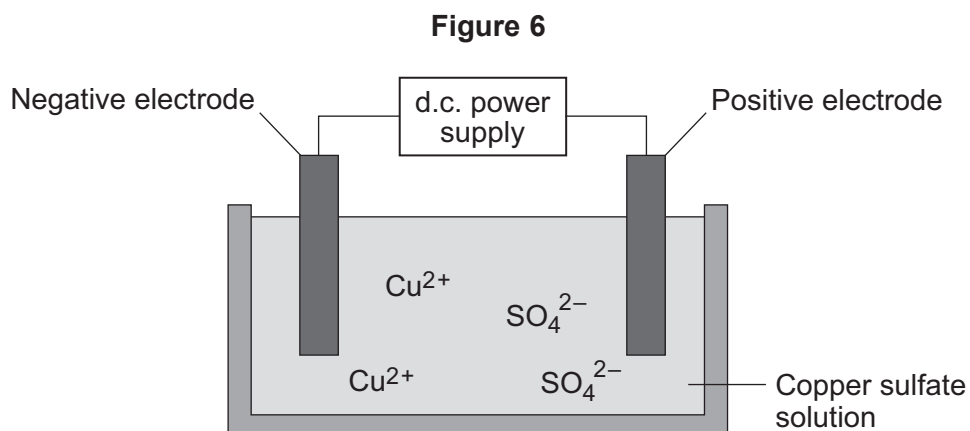 Figure 6
Negative electrode
d.c. power
supply
Positive electrode
Cu²⁺
SO₄²⁻
Cu²⁺
SO₄²⁻
Copper sulfate
solution